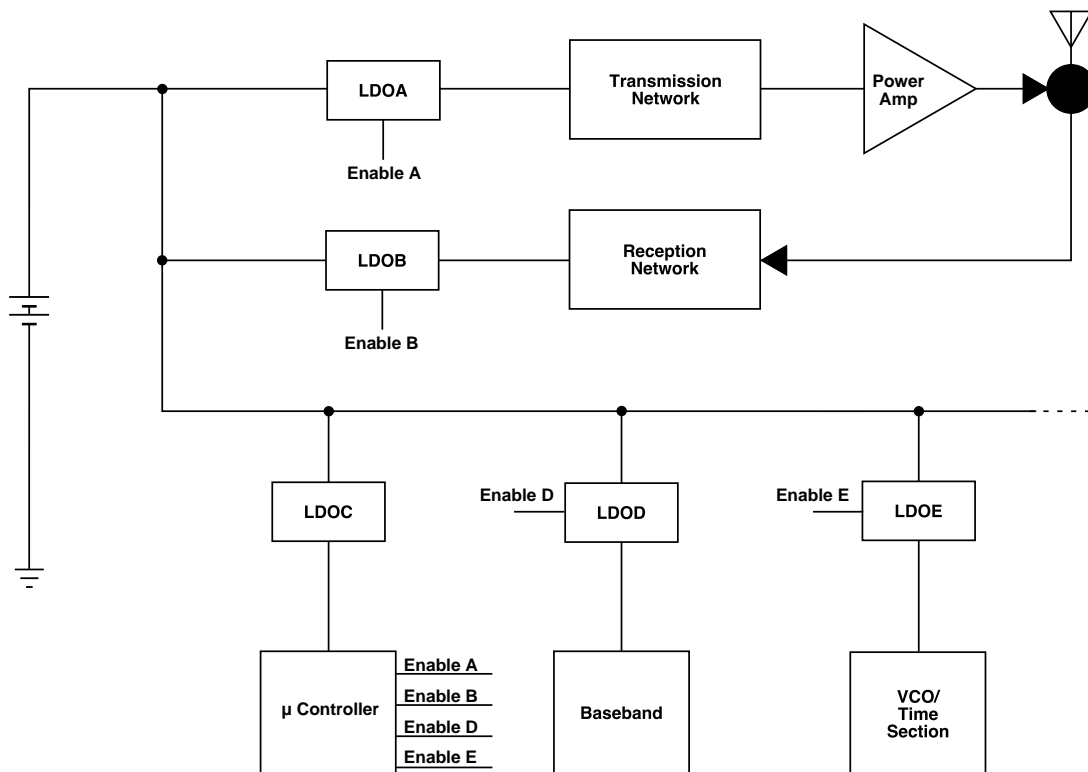 LDOA
Transmission
Network
Power
Amp
Enable A
LDOB
Reception
Network
Enable B
Enable D
LDOD
Enable E
LDOE
LDOC
µ Controller
Enable A
Enable B
Enable D
Enable E
Baseband
VCO/
Time
Section